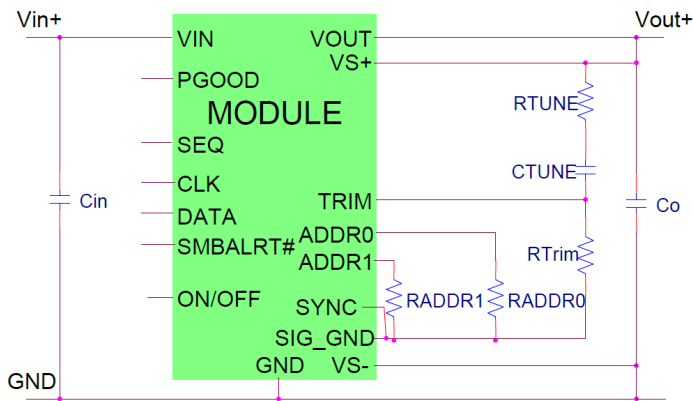 Vin+
Vout+
VIN
VOUT
VS+
PGOOD
RTUNE
MODULE
SEQ
CTUNE
CLK
Cin
TRIM
Co
DATA
ADDR0
SMBALRT#
RTrim
ADDR1
ON/OFF
RADDR1
RADDR0
SYNC
SIG_GND
GND
VS-
GND